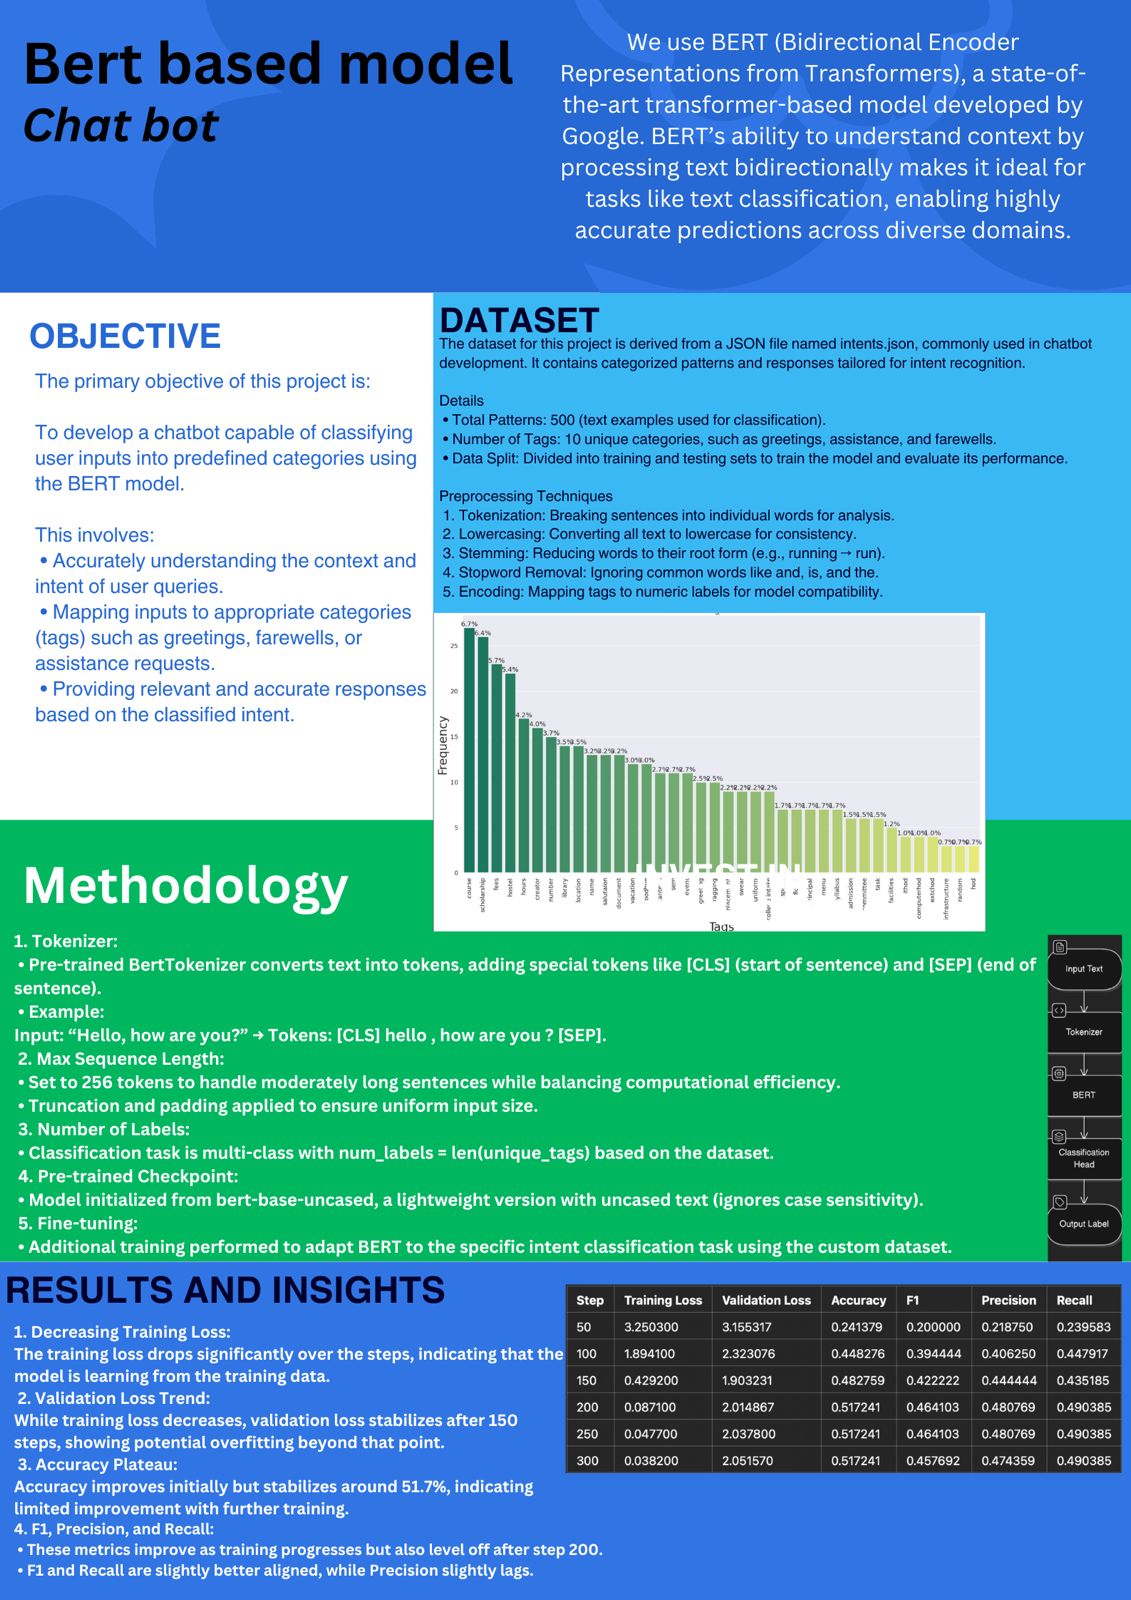 Bert based model
Chat bot
We use BERT (Bidirectional Encoder
Representations from Transformers), a state-of-
the-art transformer-based model developed by
Google. BERT’s ability to understand context by
processing text bidirectionally makes it ideal for
tasks like text classification, enabling highly
accurate predictions across diverse domains.
OBJECTIVE
The primary objective of this project is:
To develop a chatbot capable of classifying
user inputs into predefined categories using
the BERT model.
This involves:
• Accurately understanding the context and
intent of user queries.
• Mapping inputs to appropriate categories
(tags) such as greetings, farewells, or
assistance requests.
• Providing relevant and accurate responses
based on the classified intent.
DATASET
The dataset for this project is derived from a JSON file named intents.json, commonly used in chatbot
development. It contains categorized patterns and responses tailored for intent recognition.
Details
• Total Patterns: 500 (text examples used for classification).
• Number of Tags: 10 unique categories, such as greetings, assistance, and farewells.
• Data Split: Divided into training and testing sets to train the model and evaluate its performance.
Preprocessing Techniques
1. Tokenization: Breaking sentences into individual words for analysis.
2. Lowercasing: Converting all text to lowercase for consistency.
3. Stemming: Reducing words to their root form (e.g., running → run).
4. Stopword Removal: Ignoring common words like and, is, and the.
5. Encoding: Mapping tags to numeric labels for model compatibility.
6.7% 6.4% 5.7% 5.4% 4.2% 4.0% 3.7% 3.5% 3.5% 3.2% 3.2% 3.2% 3.0% 3.0% 2.7% 2.7% 2.7% 2.5% 2.5% 2.2% 2.2% 2.2% 2.2% 1.7% 1.7% 1.7% 1.7% 1.7% 1.5% 1.5% 1.5% 1.2% 1.0% 1.0% 1.0% 0.7% 0.7% 0.7%
25
20
15
10
5
0
Frequency
INVEST IN
course scholarship fees hostel hours creator number library location name salutaion document vacation sem event ragging swear uniform menu admission task facilities computerhod extchod infrastructure random hod
Tags
Methodology
1. Tokenizer:
• Pre-trained BertTokenizer converts text into tokens, adding special tokens like [CLS] (start of sentence) and [SEP] (end of
sentence).
• Example:
Input: “Hello, how are you?” → Tokens: [CLS] hello , how are you ? [SEP].
2. Max Sequence Length:
• Set to 256 tokens to handle moderately long sentences while balancing computational efficiency.
• Truncation and padding applied to ensure uniform input size.
3. Number of Labels:
• Classification task is multi-class with num_labels = len(unique_tags) based on the dataset.
4. Pre-trained Checkpoint:
• Model initialized from bert-base-uncased, a lightweight version with uncased text (ignores case sensitivity).
5. Fine-tuning:
• Additional training performed to adapt BERT to the specific intent classification task using the custom dataset.
Input Text
Tokenizer
BERT
Classification
Head
Output Label
RESULTS AND INSIGHTS
1. Decreasing Training Loss:
The training loss drops significantly over the steps, indicating that the
model is learning from the training data.
2. Validation Loss Trend:
While training loss decreases, validation loss stabilizes after 150
steps, showing potential overfitting beyond that point.
3. Accuracy Plateau:
Accuracy improves initially but stabilizes around 51.7%, indicating
limited improvement with further training.
4. F1, Precision, and Recall:
• These metrics improve as training progresses but also level off after step 200.
• F1 and Recall are slightly better aligned, while Precision slightly lags.
Step Training Loss Validation Loss Accuracy F1 Precision Recall
50 3.250300 3.155317 0.241379 0.200000 0.218750 0.239583
100 1.894100 2.323076 0.448276 0.394444 0.406250 0.447917
150 0.429200 1.903231 0.482759 0.422222 0.444444 0.435185
200 0.087100 2.014867 0.517241 0.464103 0.480769 0.490385
250 0.047700 2.037800 0.517241 0.464103 0.480769 0.490385
300 0.038200 2.051570 0.517241 0.457692 0.474359 0.490385